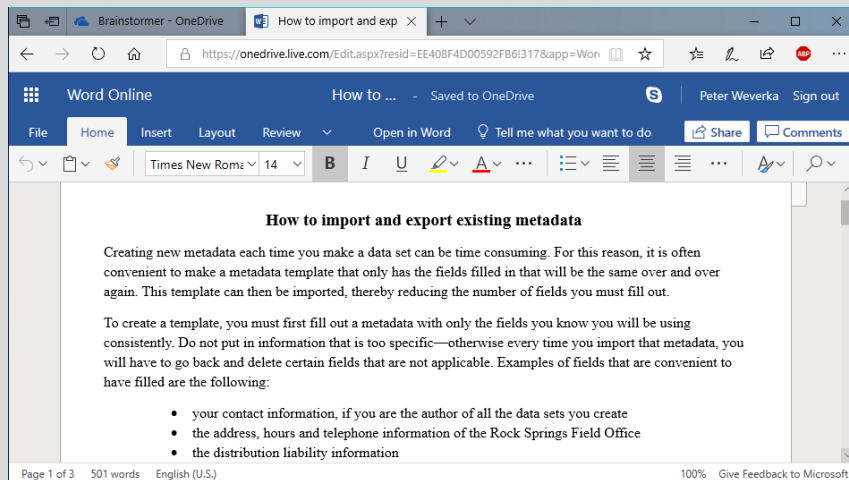 Brainstormer - OneDrive
How to import and exp
https://onedrive.live.com/Edit.aspx?resid=EE408F4D00592FB6!317&app=Wor
ABP
Word Online
How to ... - Saved to OneDrive
Peter Weverka Sign out
File Home Insert Layout Review Open in Word Tell me what you want to do Share Comments
Times New Roma 14 B I U A
How to import and export existing metadata
Creating new metadata each time you make a data set can be time consuming. For this reason, it is often
convenient to make a metadata template that only has the fields filled in that will be the same over and over
again. This template can then be imported, thereby reducing the number of fields you must fill out.
To create a template, you must first fill out a metadata with only the fields you know you will be using
consistently. Do not put in information that is too specific—otherwise every time you import that metadata, you
will have to go back and delete certain fields that are not applicable. Examples of fields that are convenient to
have filled are the following:
• your contact information, if you are the author of all the data sets you create
• the address, hours and telephone information of the Rock Springs Field Office
• the distribution liability information
Page 1 of 3 501 words English (U.S.) 100% Give Feedback to Microsoft